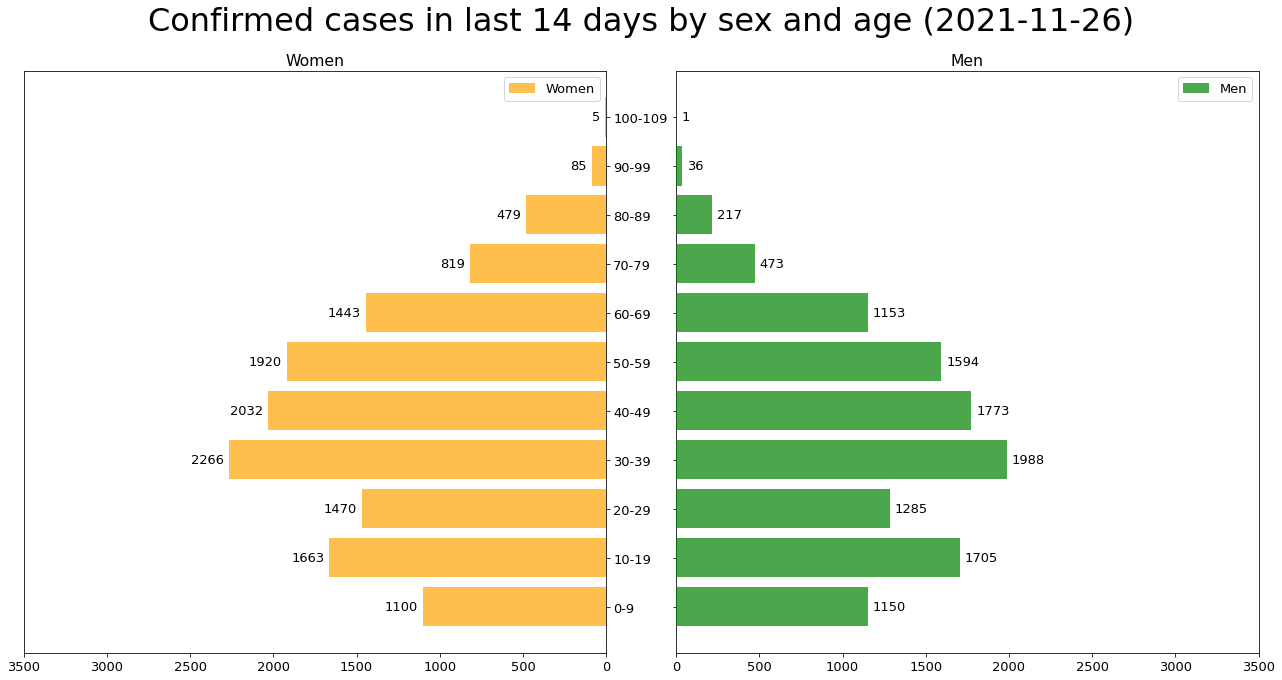 Confirmed cases in last 14 days by sex and age (2021-11-26)
Women Men
Women Men
5 100-109 1
85 90-99 36
479 80-89 217
819 70-79 473
1443 60-69 1153
1920 50-59 1594
2032 40-49 1773
2266 30-39 1988
1470 20-29 1285
1663 10-19 1705
1100 0-9 1150
3500 3000 2500 2000 1500 1000 500 0 0 500 1000 1500 2000 2500 3000 3500